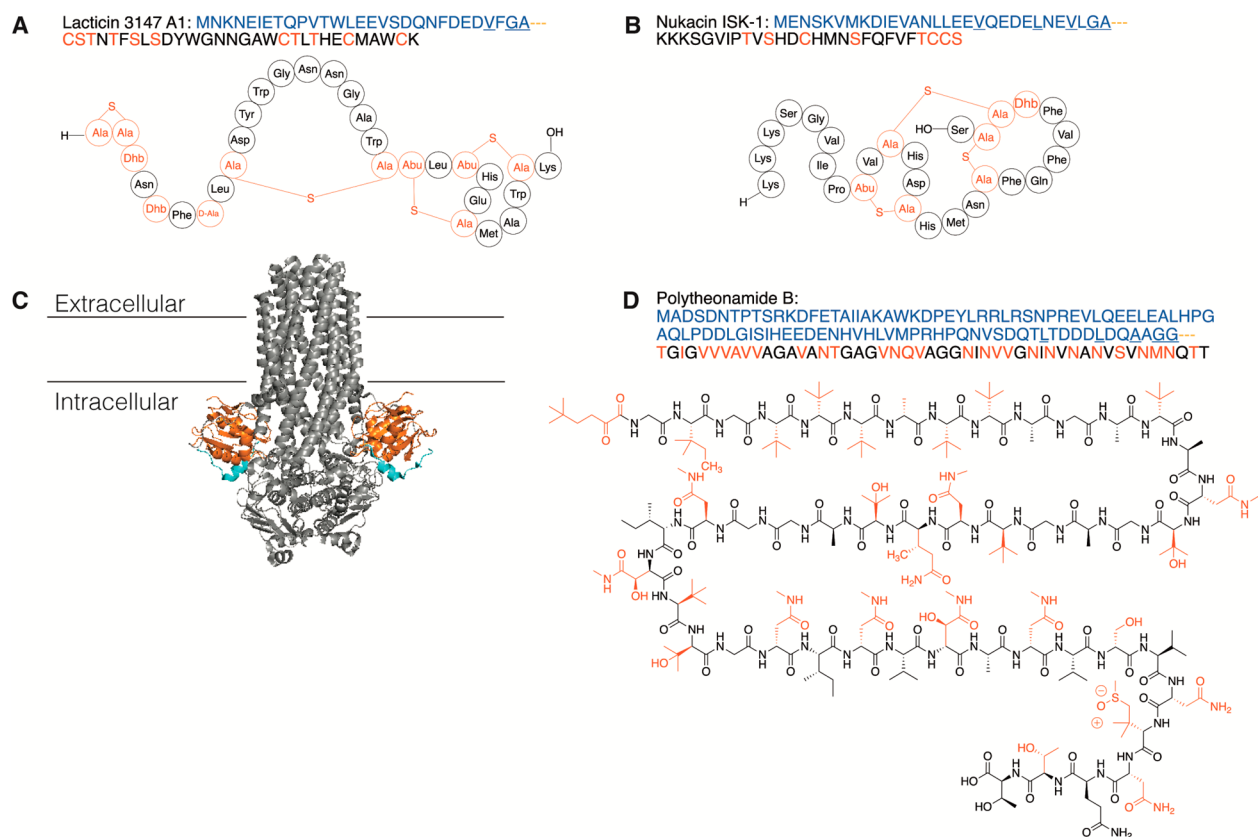 A
Lacticin 3147 A1: MNKNEIETQPVTWLEEVSDQNFDEDVFGA---
CSTNTFSLSDYWGNNGAWCTLTHECMAWCK
H
Ala
Ala
S
Dhb
Asn
Dhb
Phe
D-Ala
Leu
Ala
Asp
Tyr
Trp
Gly
Asn
Asn
Gly
Ala
Trp
Ala
S
Abu
Leu
Abu
S
His
Glu
Ala
S
Met
Ala
Trp
Ala
Lys
OH
B
Nukacin ISK-1: MENSKVMKDIEVANLLEEVQEDELNEVLGA---
KKKSGVIPTVSHDCHMNSFQFVFTCCS
H
Lys
Lys
Lys
Ser
Gly
Val
Ile
Pro
Abu
Val
Ala
His
Asp
Ala
S
S
His
Met
Asn
Ala
Phe
Gln
Phe
Val
Phe
Dhb
Ala
Ala
S
Ser
HO
C
Extracellular
Intracellular
D
Polytheonamide B:
MADSDNTPTSRKDFETAIIAKAWKDPEYLRRLRSNPREVLQEELEALHPG
AQLPDDLGISIHEEDENHVHLVMPRHPQNVSDQTLTDDDLDQAAGG---
TGIGVVVAVVAGAVANTGAGVNQVAGGNINVVGNINVNANVSVNMNQTT